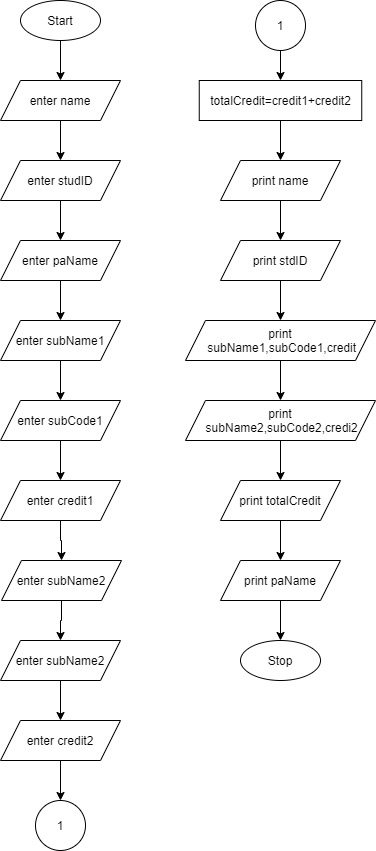 Start
enter name
enter studID
enter paName
enter subName1
enter subCode1
enter credit1
enter subName2
enter subName2
enter credit2
1
1
totalCredit=credit1+credit2
print name
print stdID
print
subName1,subCode1,credit
print
subName2,subCode2,credi2
print totalCredit
print paName
Stop